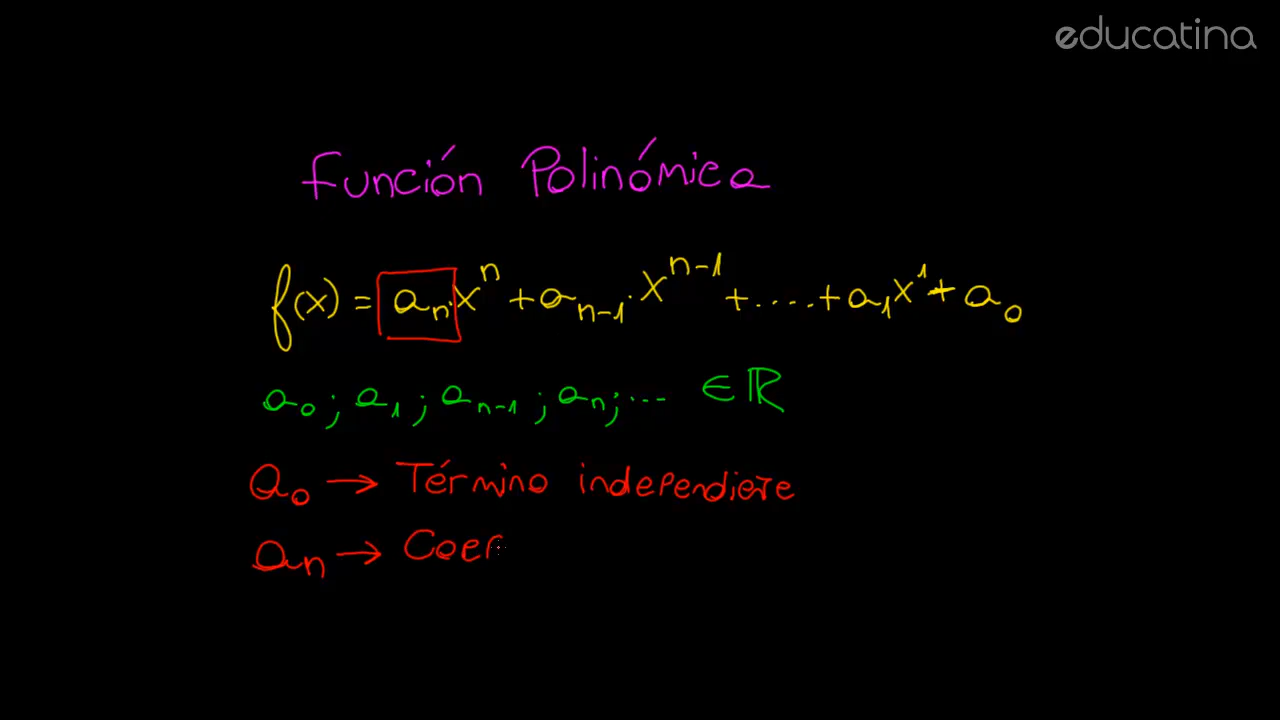 educatina
Función Polinómica
f(x) = aₙ·xⁿ + aₙ₋₁·xⁿ⁻¹ + .... + a₁x¹ + a₀
a₀; a₁; aₙ₋₁; aₙ;... ∈ ℝ
a₀ → Término independiete
aₙ → Coer